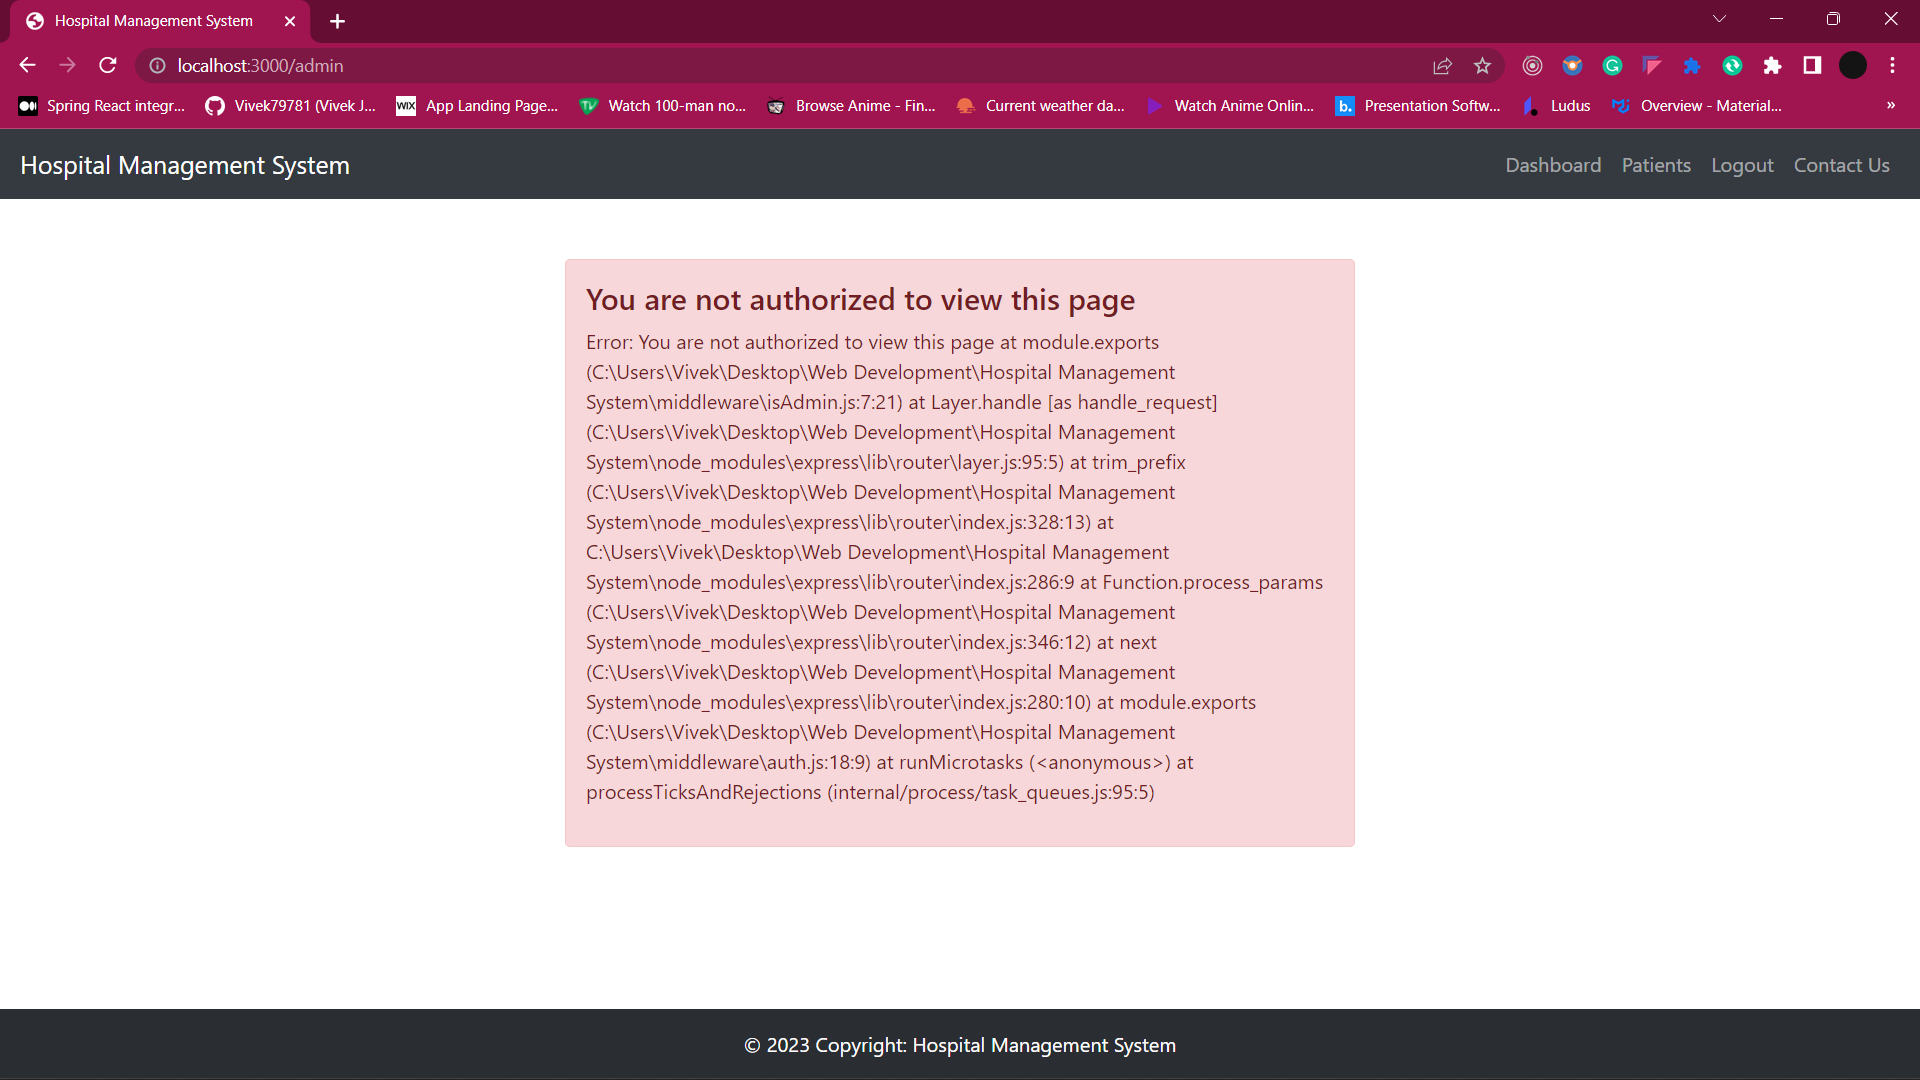 Hospital Management System
localhost:3000/admin
Spring React integr...
Vivek79781 (Vivek J...
WIX
App Landing Page...
Watch 100-man no...
Browse Anime - Fin...
Current weather da...
Watch Anime Onlin...
b.
Presentation Softw...
Ludus
Overview - Material...
»
Hospital Management System
Dashboard
Patients
Logout
Contact Us
You are not authorized to view this page
Error: You are not authorized to view this page at module.exports
(C:\Users\Vivek\Desktop\Web Development\Hospital Management
System\middleware\isAdmin.js:7:21) at Layer.handle [as handle_request]
(C:\Users\Vivek\Desktop\Web Development\Hospital Management
System\node_modules\express\lib\router\layer.js:95:5) at trim_prefix
(C:\Users\Vivek\Desktop\Web Development\Hospital Management
System\node_modules\express\lib\router\index.js:328:13) at
C:\Users\Vivek\Desktop\Web Development\Hospital Management
System\node_modules\express\lib\router\index.js:286:9 at Function.process_params
(C:\Users\Vivek\Desktop\Web Development\Hospital Management
System\node_modules\express\lib\router\index.js:346:12) at next
(C:\Users\Vivek\Desktop\Web Development\Hospital Management
System\node_modules\express\lib\router\index.js:280:10) at module.exports
(C:\Users\Vivek\Desktop\Web Development\Hospital Management
System\middleware\auth.js:18:9) at runMicrotasks (<anonymous>) at
processTicksAndRejections (internal/process/task_queues.js:95:5)
© 2023 Copyright: Hospital Management System